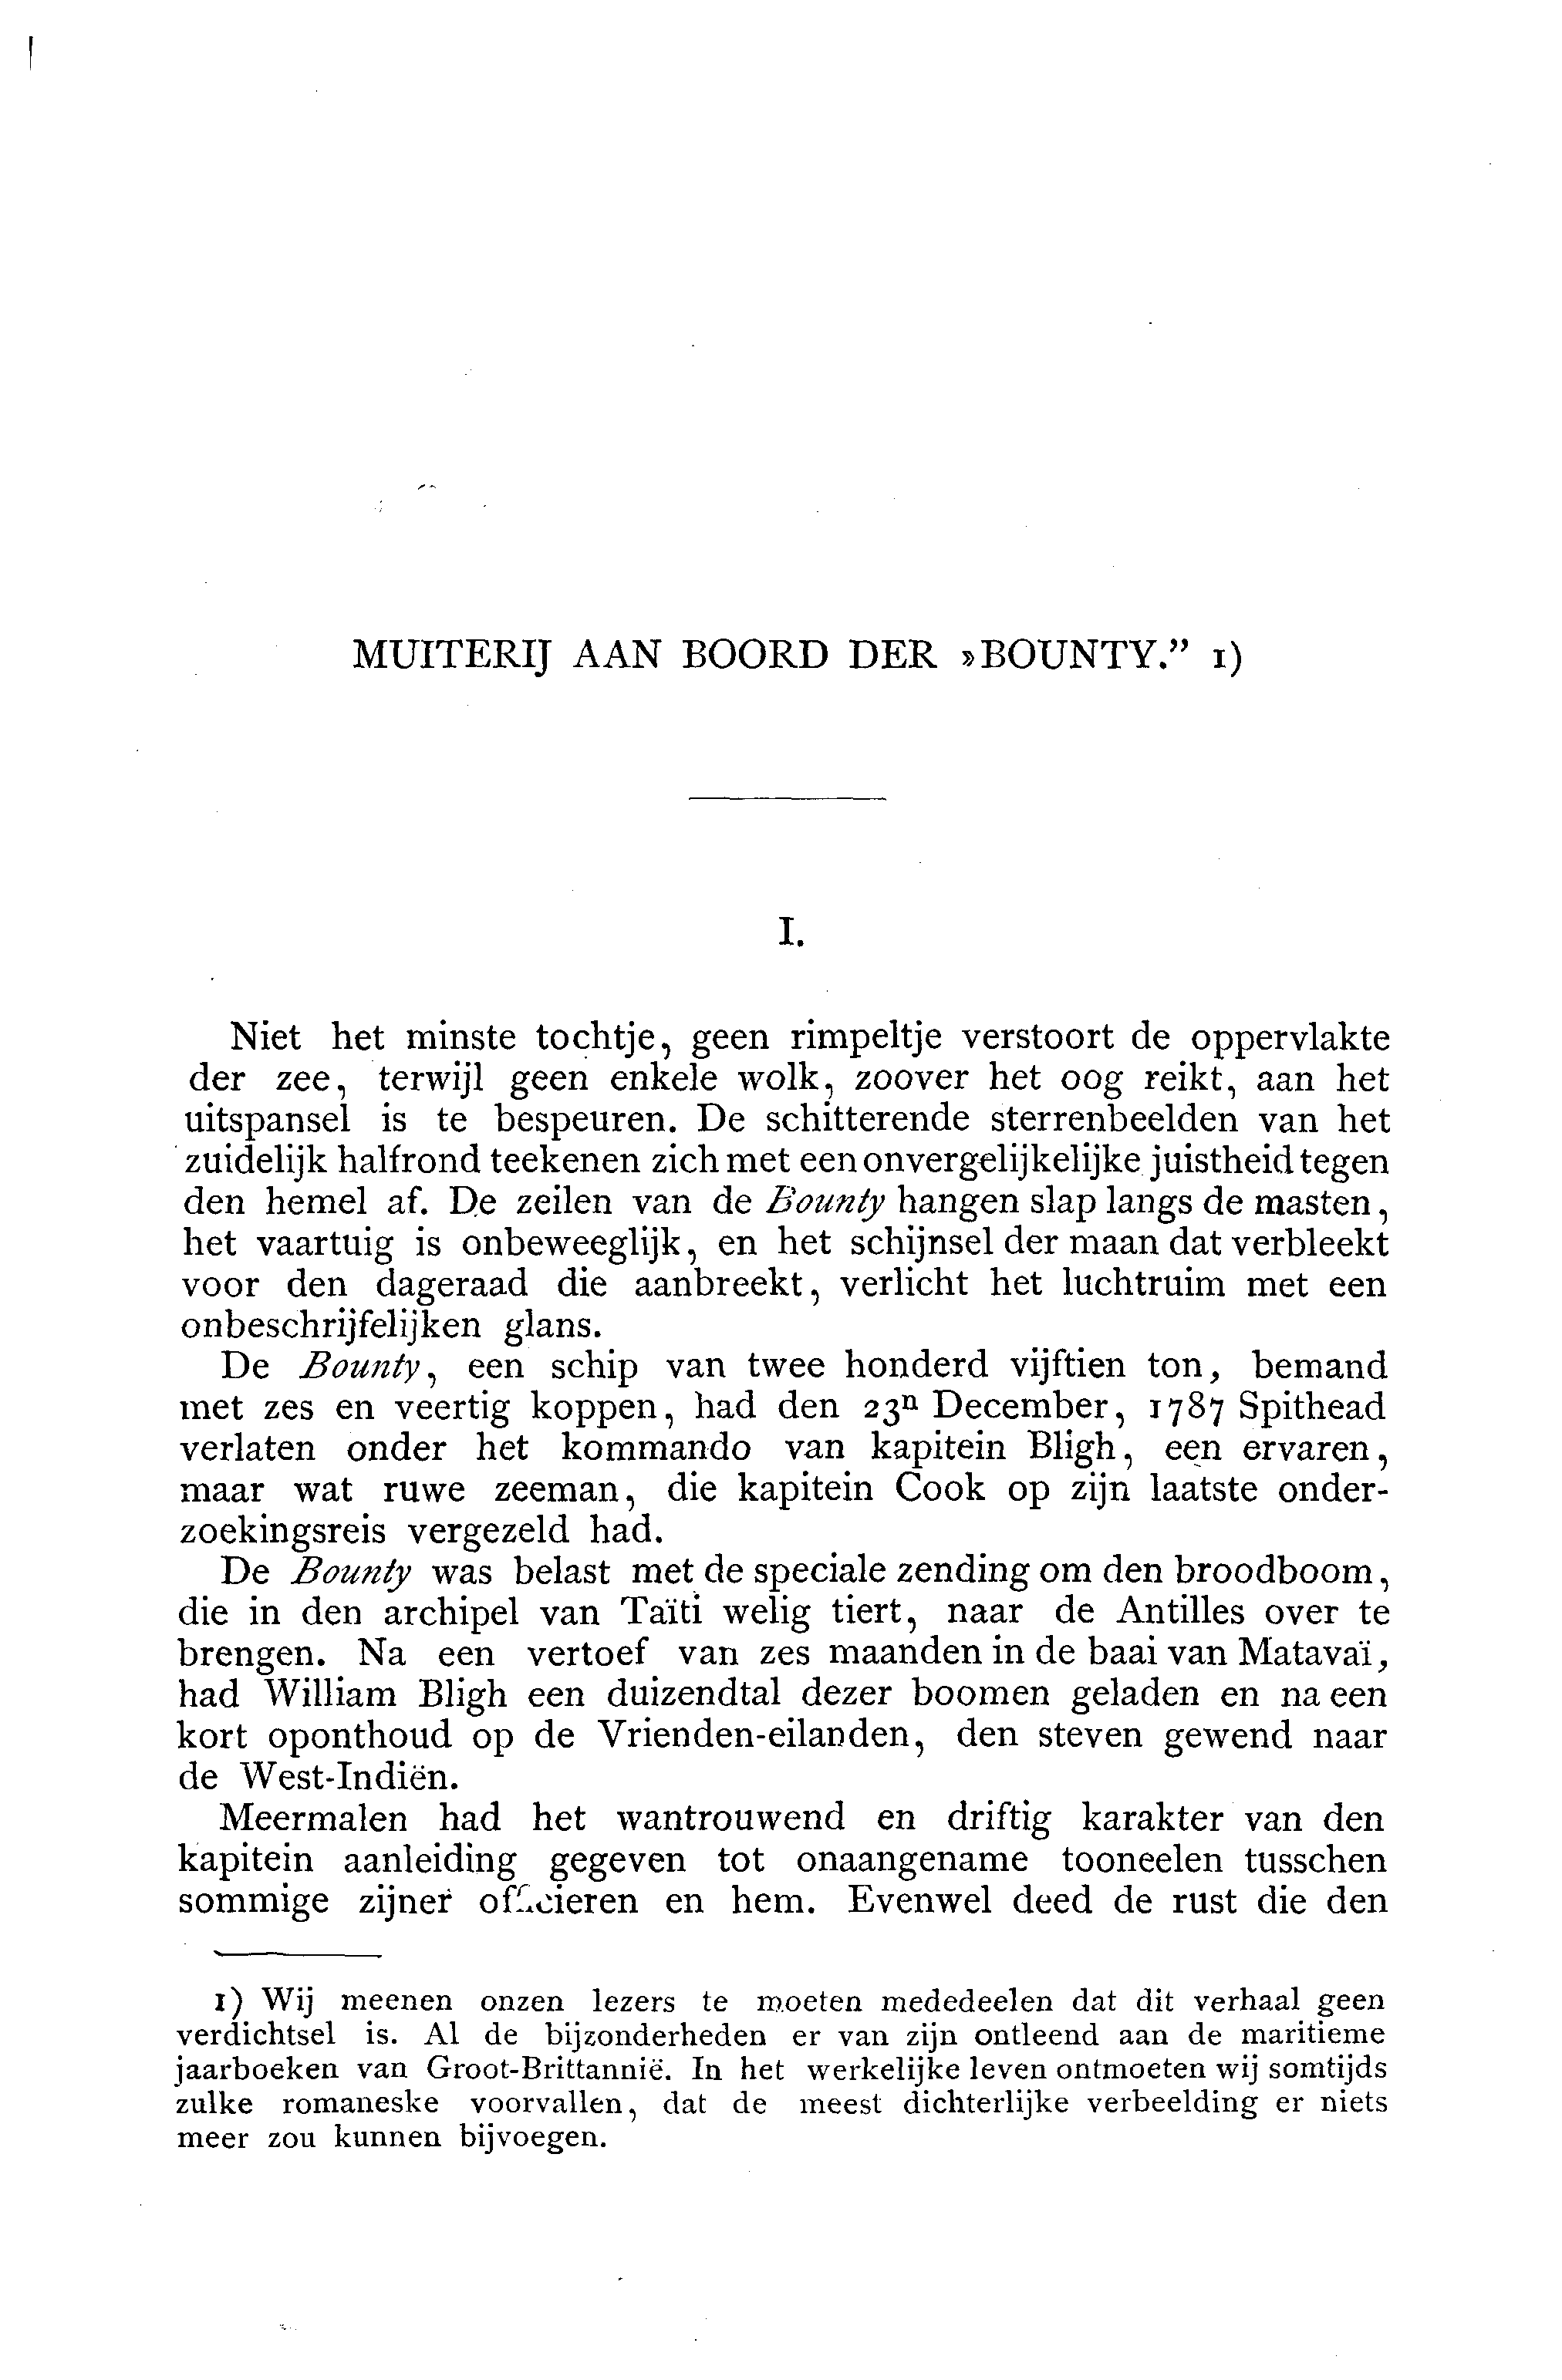 MUITERIJ AAN BOORD DER »BOUNTY.” 1)
I.
Niet het minste tochtje, geen rimpeltje verstoort de oppervlakte
der zee, terwijl geen enkele wolk, zoover het oog reikt, aan het
uitspansel is te bespeuren. De schitterende sterrenbeelden van het
zuidelijk halfrond teekenen zich met een onvergelijkelijke juistheid tegen
den hemel af. De zeilen van de Bounty hangen slap langs de masten,
het vaartuig is onbeweeglijk, en het schijnsel der maan dat verbleekt
voor den dageraad die aanbreekt, verlicht het luchtruim met een
onbeschrijfelijken glans.
De Bounty, een schip van twee honderd vijftien ton, bemand
met zes en veertig koppen, had den 23n December, 1787 Spithead
verlaten onder het kommando van kapitein Bligh, een ervaren,
maar wat ruwe zeeman, die kapitein Cook op zijn laatste onder-
zoekingsreis vergezeld had.
De Bounty was belast met de speciale zending om den broodboom,
die in den archipel van Taïti welig tiert, naar de Antilles over te
brengen. Na een vertoef van zes maanden in de baai van Matavaï,
had William Bligh een duizendtal dezer boomen geladen en na een
kort oponthoud op de Vrienden-eilanden, den steven gewend naar
de West-Indiën.
Meermalen had het wantrouwend en driftig karakter van den
kapitein aanleiding gegeven tot onaangename tooneelen tusschen
sommige zijner officieren en hem. Evenwel deed de rust die den
1) Wij meenen onzen lezers te moeten mededeelen dat dit verhaal geen
verdichtsel is. Al de bijzonderheden er van zijn ontleend aan de maritieme
jaarboeken van Groot-Brittannië. In het werkelijke leven ontmoeten wij somtijds
zulke romaneske voorvallen, dat de meest dichterlijke verbeelding er niets
meer zou kunnen bijvoegen.